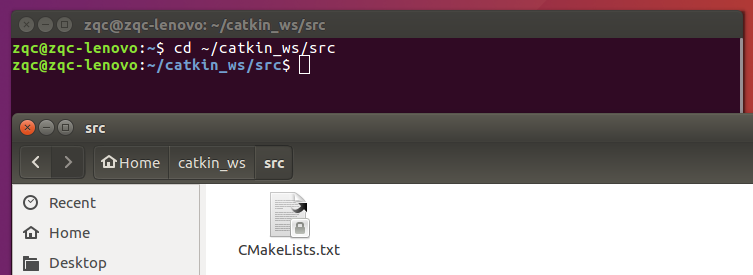 zqc@zqc-lenovo: ~/catkin_ws/src
zqc@zqc-lenovo:~$ cd ~/catkin_ws/src
zqc@zqc-lenovo:~/catkin_ws/src$
src
Home catkin_ws src
Recent
Home
Desktop
CMakeLists.txt